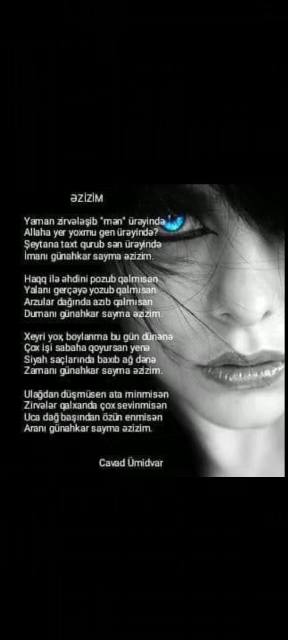 ƏZİZİM
Yaman zirvələşib "mən" ürəyində
Allaha yer yoxmu gen ürəyində?
Şeytana taxt qurub sən ürəyində
İmanı günahkar sayma əzizim.
Haqq ilə əhdini pozub qalmısan
Yalanı gerçəyə yozub qalmısan
Arzular dağında azıb qalmısan
Dumanı günahkar sayma əzizim.
Xeyri yox, boylanma bu gün dünənə
Çox işi sabaha qoyursan yenə
Siyah saçlarında baxıb ağ dənə
Zamanı günahkar sayma əzizim.
Ulağdan düşmüsen ata minmisən
Zirvələr qalxanda çox sevinmisən
Uca dağ başından özün enmisən
Aranı günahkar sayma əzizim.
Cavad Ümidvar